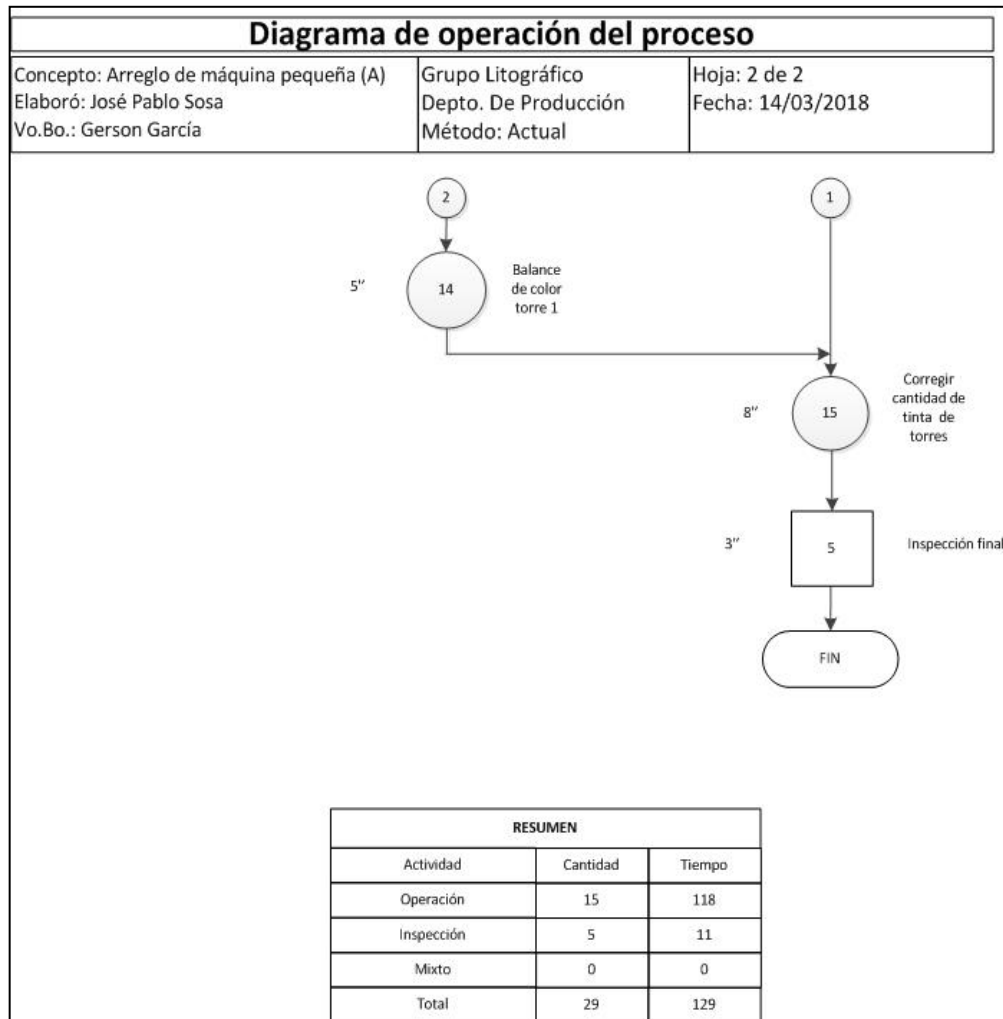 Diagrama de operación del proceso
Concepto: Arreglo de máquina pequeña (A)
Elaboró: José Pablo Sosa
Vo.Bo.: Gerson García
Grupo Litográfico
Depto. De Producción
Método: Actual
Hoja: 2 de 2
Fecha: 14/03/2018
2
1
5’’
14
Balance
de color
torre 1
8’’
15
Corregir
cantidad de
tinta de
torres
3’’
5
Inspección final
FIN
RESUMEN
Actividad Cantidad Tiempo
Operación 15 118
Inspección 5 11
Mixto 0 0
Total 29 129